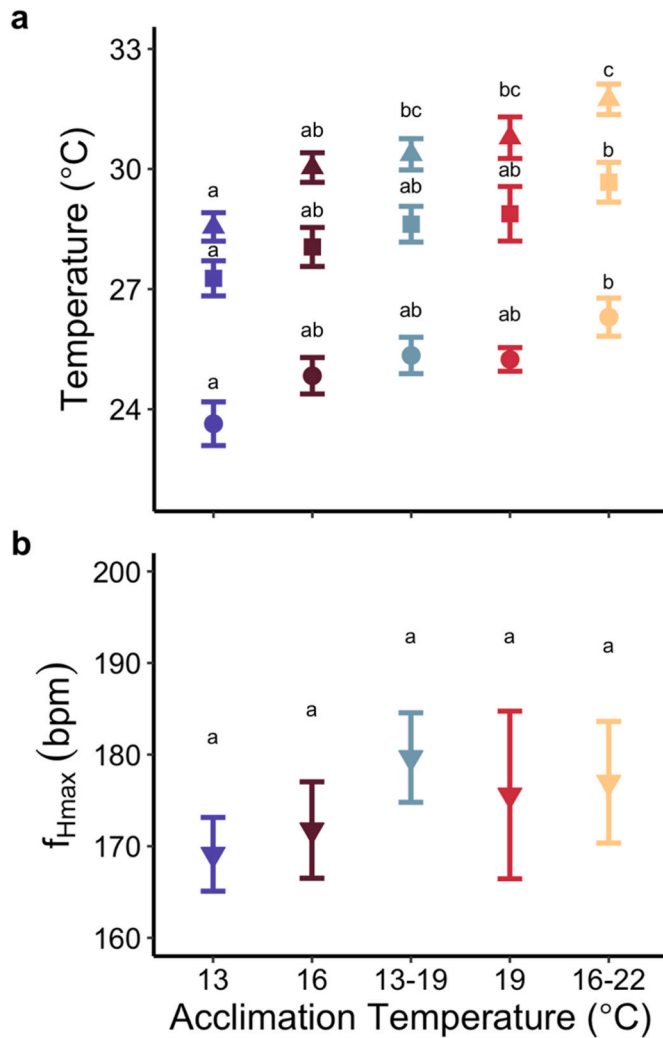 a
33
30
27
24
Temperature (°C)
c
bc
bc
ab
b
ab
ab
a
ab
a
b
ab
ab
ab
a
b
200
190
180
170
160
fHmax (bpm)
a
a
a
a
a
13
16
13-19
19
16-22
Acclimation Temperature (°C)